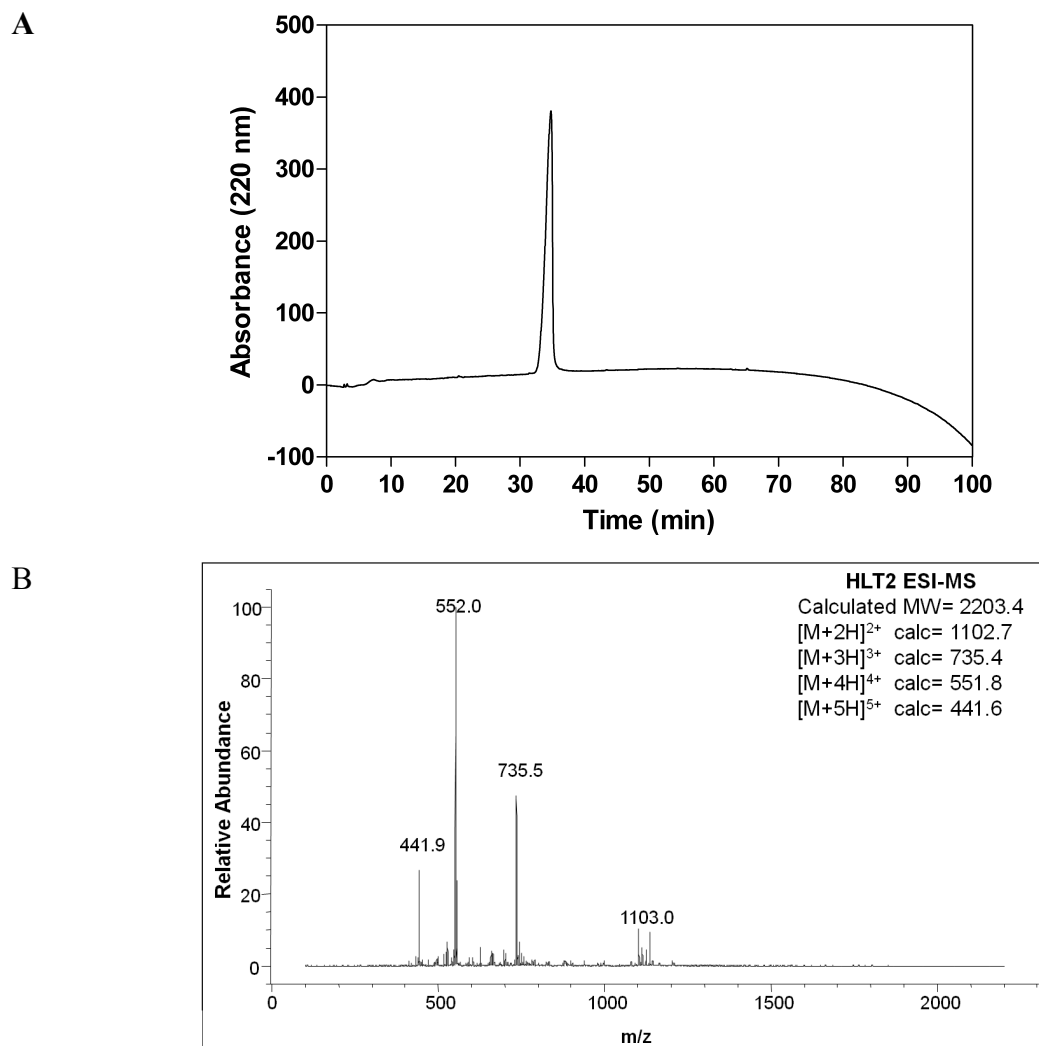 A
500
400
300
200
100
0
-100
Absorbance (220 nm)
0 10 20 30 40 50 60 70 80 90 100
Time (min)
B
HLT2 ESI-MS
Calculated MW= 2203.4
[M+2H]²⁺ calc= 1102.7
[M+3H]³⁺ calc= 735.4
[M+4H]⁴⁺ calc= 551.8
[M+5H]⁵⁺ calc= 441.6
552.0
735.5
441.9
1103.0
100
80
60
40
20
0
Relative Abundance
0 500 1000 1500 2000
m/z